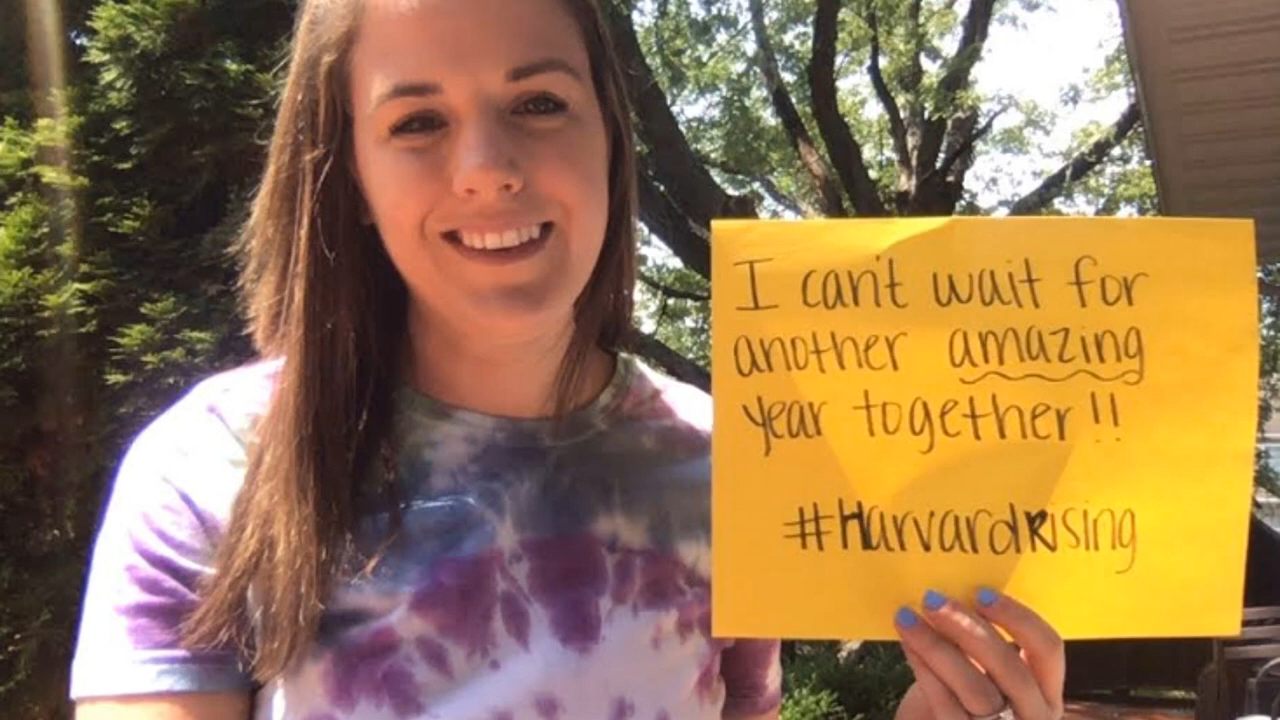 I can't wait for
another amazing
year together!!
#HarvardRising